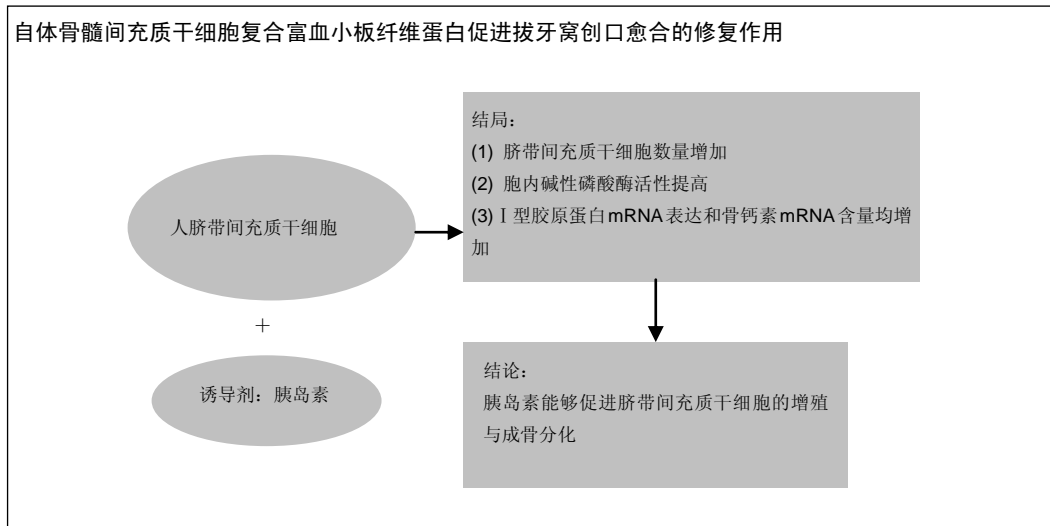 自体骨髓间充质干细胞复合富血小板纤维蛋白促进拔牙窝创口愈合的修复作用
人脐带间充质干细胞
+
诱导剂：胰岛素
结局：
(1) 脐带间充质干细胞数量增加
(2) 胞内碱性磷酸酶活性提高
(3) Ⅰ型胶原蛋白mRNA表达和骨钙素mRNA含量均增
加
结论：
胰岛素能够促进脐带间充质干细胞的增殖
与成骨分化